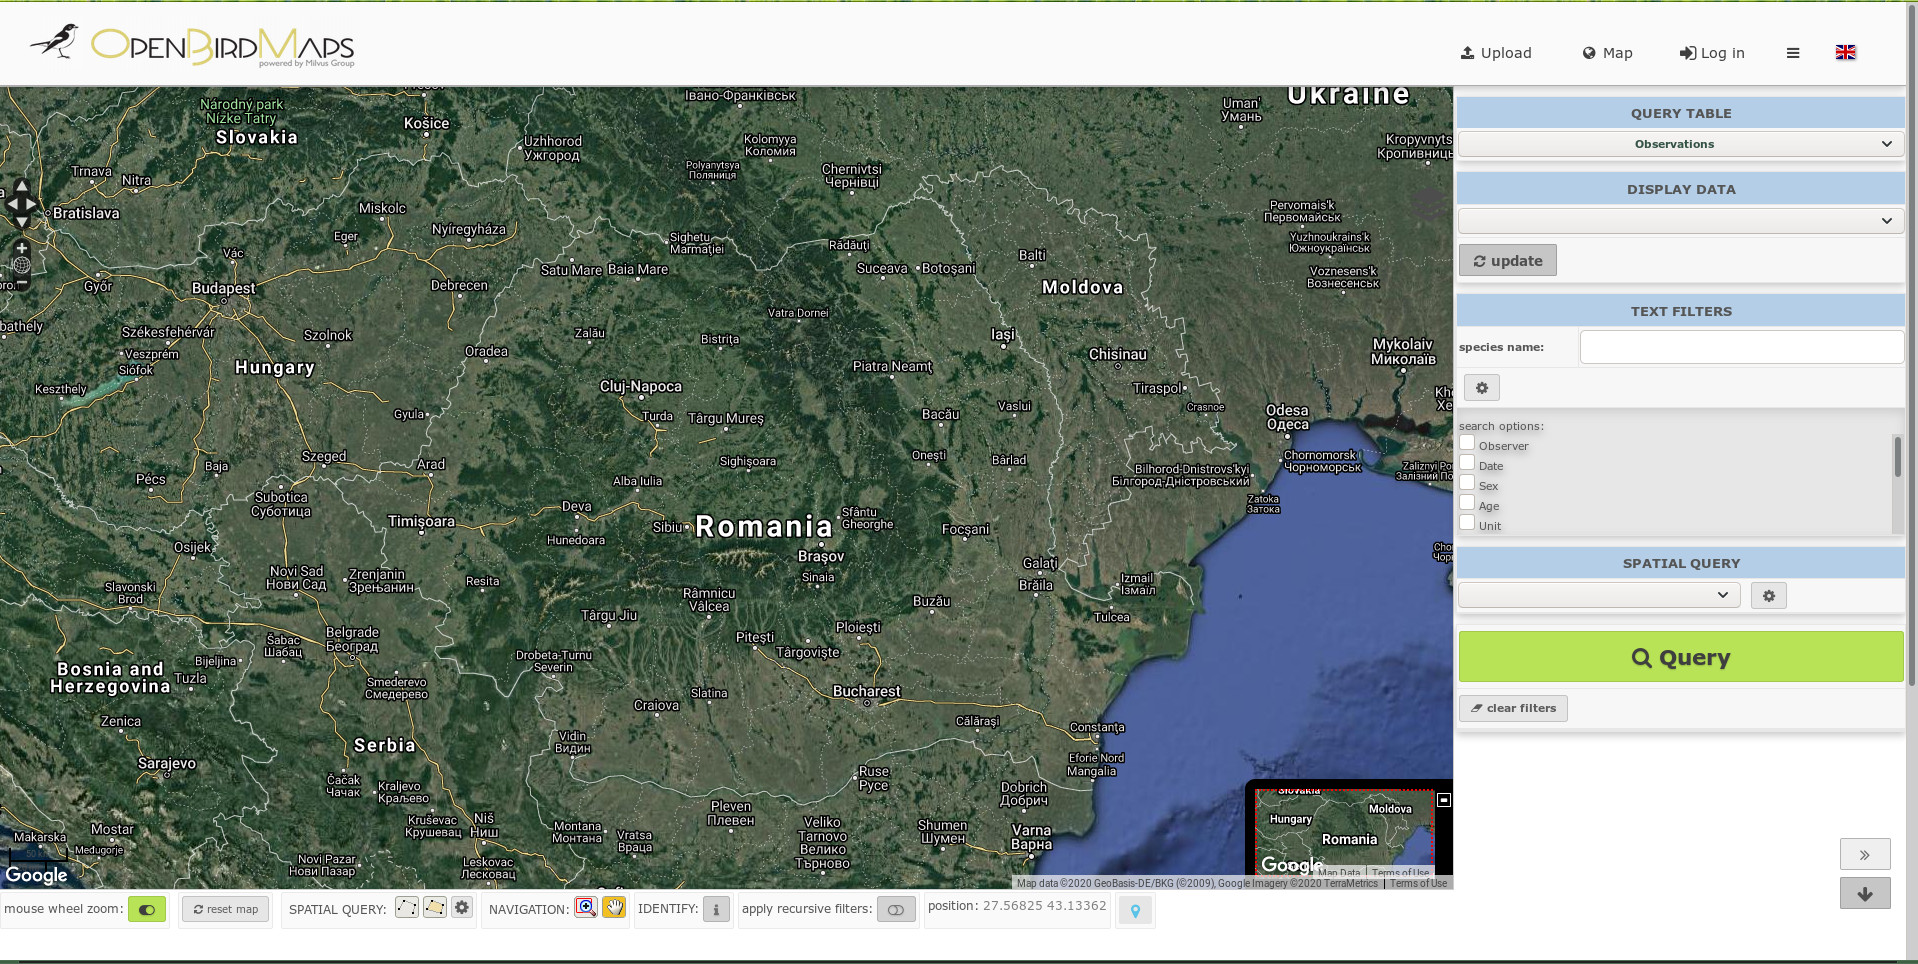 OpenBirdMaps
powered by Milvus Group
Upload
Map
Log in
QUERY TABLE
Observations
DISPLAY DATA
update
TEXT FILTERS
species name:
search options:
Observer
Date
Sex
Age
Unit
SPATIAL QUERY
Query
clear filters
Národný park
Nízke Tatry
Slovakia
Košice
Івано-Франківськ
Ukraine
Uman'
Умань
Uzhhorod
Ужгород
Kolomyya
Коломия
Polyanytsya
Поляниця
Chernivtsi
Чернівці
Trnava
Nitra
Bratislava
Miskolc
Eger
Nyíregyháza
Vác
Győr
Budapest
Debrecen
Satu Mare
Baia Mare
Sighetu
Marmației
Rădăuți
Suceava
Botoșani
Balti
Moldova
Pervomais'k
Первомайськ
Yuzhnoukrains'k
Южноукраїнськ
Voznesens'k
Вознесенськ
Székesfehérvár
Veszprém
Siófok
Szolnok
Hungary
Keszthely
Oradea
Zalău
Bistrița
Vatra Dornei
Iași
Chisinau
Mykolaiv
Миколаїв
Cluj-Napoca
Piatra Neamț
Tiraspol
Crasnoe
Gyula
Turda
Târgu Mureș
Bacău
Vaslui
Odesa
Одеса
Szeged
Baja
Arad
Sighișoara
Onești
Bârlad
Chornomorsk
Чорноморськ
Bilhorod-Dnistrovs'kyi
Білгород-Дністровський
Pécs
Subotica
Суботица
Alba Iulia
Zatoka
Затока
Timișoara
Deva
Hunedoara
Sibiu
Romania
Sfântu
Gheorghe
Focșani
Brașov
Osijek
Novi Sad
Нови Сад
Zrenjanin
Зрењанин
Resita
Sinaia
Galați
Brăila
Izmail
Ізмаїл
Slavonski
Brod
Târgu Jiu
Râmnicu
Vâlcea
Buzău
Tulcea
Šabac
Шабац
Belgrade
Београд
Pitești
Ploiești
Târgoviște
Bosnia and
Herzegovina
Bijeljina
Tuzla
Smederevo
Смедерево
Drobeta-Turnu
Severin
Slatina
Craiova
Bucharest
Călărași
Constanța
Zenica
Sarajevo
Serbia
Vidin
Видин
Eforie Nord
Mangalia
Čačak
Чачак
Kraljevo
Краљево
Ruse
Русе
Dobrich
Добрич
Pleven
Плевен
Makarska
Mostar
Međugorje
Kruševac
Крушевац
Niš
Ниш
Montana
Монтана
Vratsa
Враца
Veliko
Tarnovo
Велико
Търново
Shumen
Шумен
Varna
Варна
Novi Pazar
Нови Пазар
Leskovac
Лесковац
Google
Slovakia
Moldova
Hungary
Romania
Google
Map Data
Terms of Use
Map data ©2020 GeoBasis-DE/BKG (©2009), Google Imagery ©2020 TerraMetrics
Terms of Use
mouse wheel zoom:
reset map
SPATIAL QUERY:
NAVIGATION:
IDENTIFY:
apply recursive filters:
position: 27.56825 43.13362